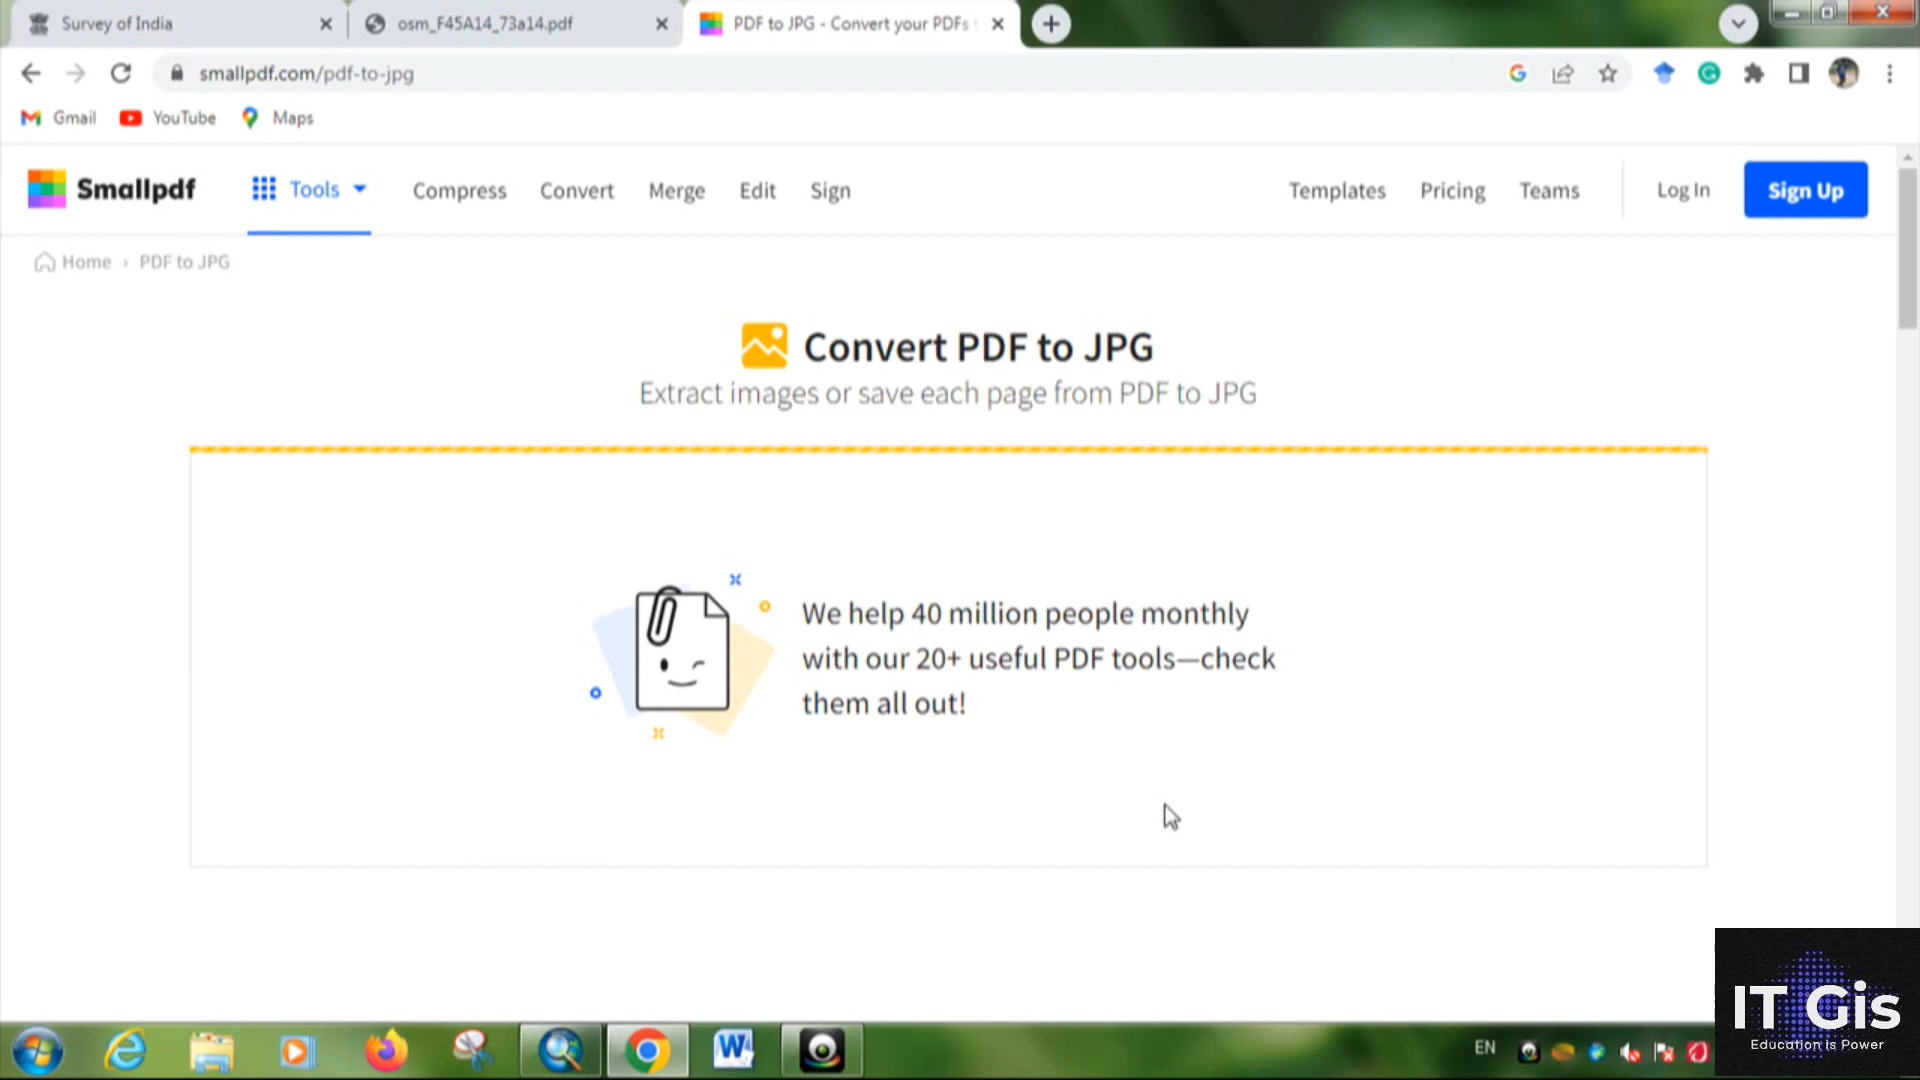 Survey of India
osm_F45A14_73a14.pdf
PDF to JPG - Convert your PDFs
smallpdf.com/pdf-to-jpg
Gmail
YouTube
Maps
Smallpdf
Tools
Compress
Convert
Merge
Edit
Sign
Templates
Pricing
Teams
Log In
Sign Up
Home › PDF to JPG
Convert PDF to JPG
Extract images or save each page from PDF to JPG
We help 40 million people monthly
with our 20+ useful PDF tools—check
them all out!
EN
IT Gis
Education is Power